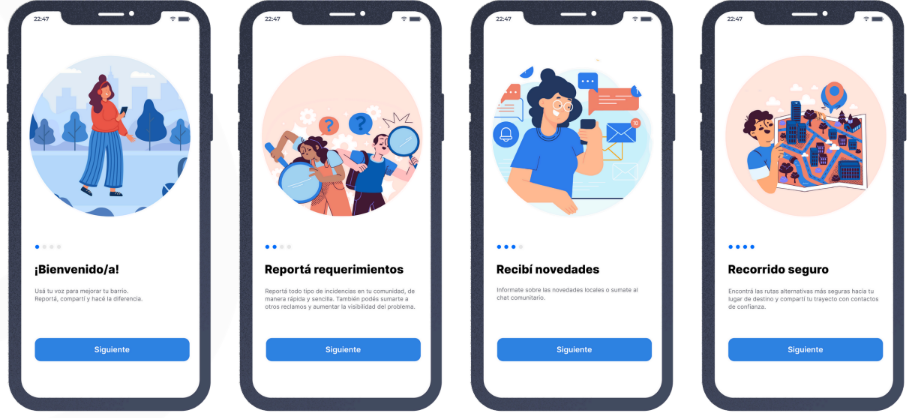 22:47
¡Bienvenido/a!
Usá tu voz para mejorar tu barrio.
Reportá, compartí y hacé la diferencia.
Siguiente
22:47
?
?
Reportá requerimientos
Reportá todo tipo de incidencias en tu comunidad, de
manera rápida y sencilla. También podés sumarte a
otros reclamos y aumentar la visibilidad del problema.
Siguiente
22:47
Recibí novedades
Informate sobre las novedades locales o sumate al
chat comunitario.
Siguiente
22:47
Recorrido seguro
Encontrá las rutas alternativas más seguras hacia tu
lugar de destino y compartí tu trayecto con contactos
de confianza.
Siguiente